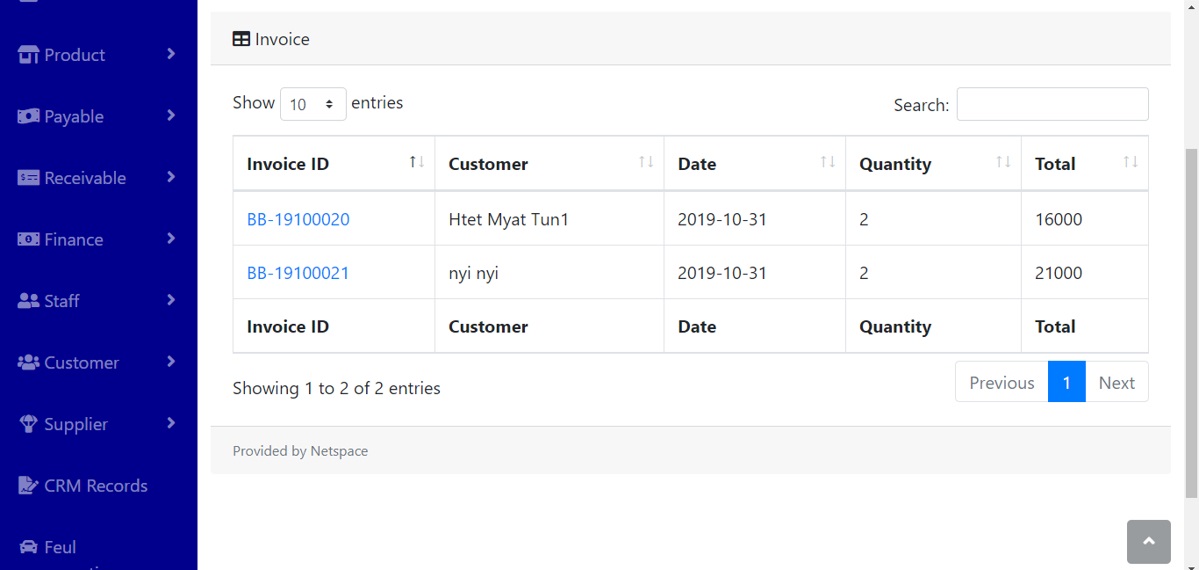 Product
Payable
Receivable
Finance
Staff
Customer
Supplier
CRM Records
Feul
Invoice
Show 10 entries
Search:
Invoice ID Customer Date Quantity Total
BB-19100020 Htet Myat Tun1 2019-10-31 2 16000
BB-19100021 nyi nyi 2019-10-31 2 21000
Invoice ID Customer Date Quantity Total
Showing 1 to 2 of 2 entries
Previous 1 Next
Provided by Netspace